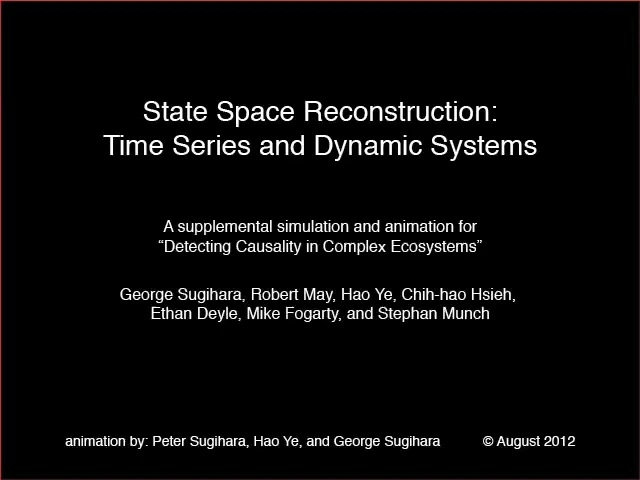 State Space Reconstruction:
Time Series and Dynamic Systems
A supplemental simulation and animation for
“Detecting Causality in Complex Ecosystems”
George Sugihara, Robert May, Hao Ye, Chih-hao Hsieh,
Ethan Deyle, Mike Fogarty, and Stephan Munch
animation by: Peter Sugihara, Hao Ye, and George Sugihara © August 2012